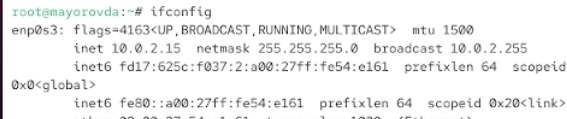 root@mayorovda:~# ifconfig
enp0s3: flags=4163<UP,BROADCAST,RUNNING,MULTICAST>  mtu 1500
        inet 10.0.2.15  netmask 255.255.255.0  broadcast 10.0.2.255
        inet6 fd17:625c:f037:2:a00:27ff:fe54:e161  prefixlen 64  scopeid
0x0<global>
        inet6 fe80::a00:27ff:fe54:e161  prefixlen 64  scopeid 0x20<link>